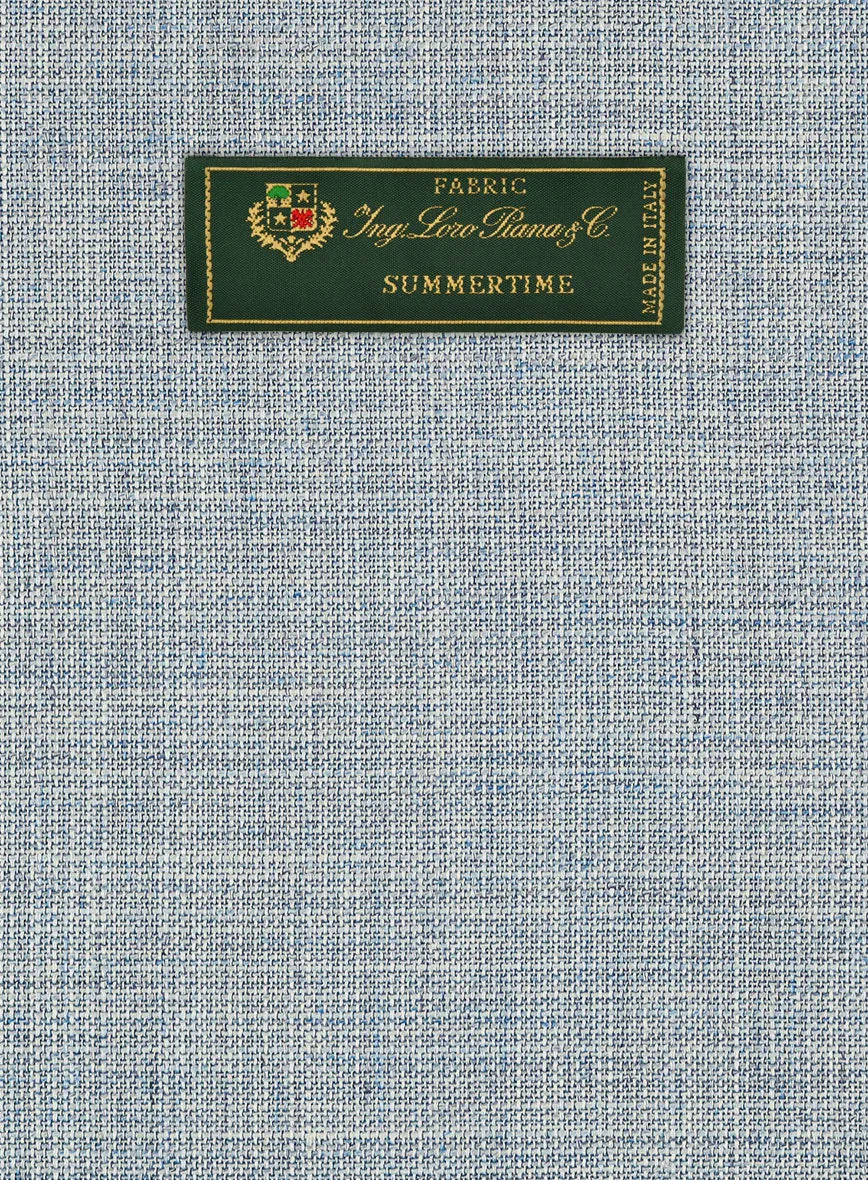 FABRIC
Ing. Loro Piana & C.
SUMMERTIME
MADE IN ITALY